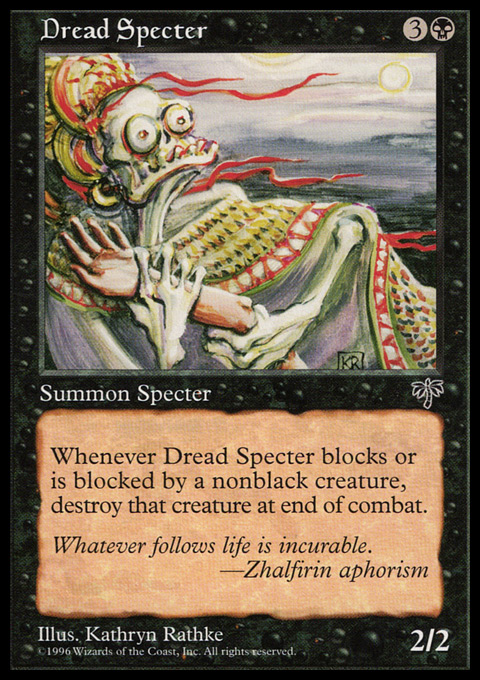 Dread Specter 3
KR
Summon Specter
Whenever Dread Specter blocks or
is blocked by a nonblack creature,
destroy that creature at end of combat.
Whatever follows life is incurable.
—Zhalfirin aphorism
Illus. Kathryn Rathke
©1996 Wizards of the Coast, Inc. All rights reserved.
2/2